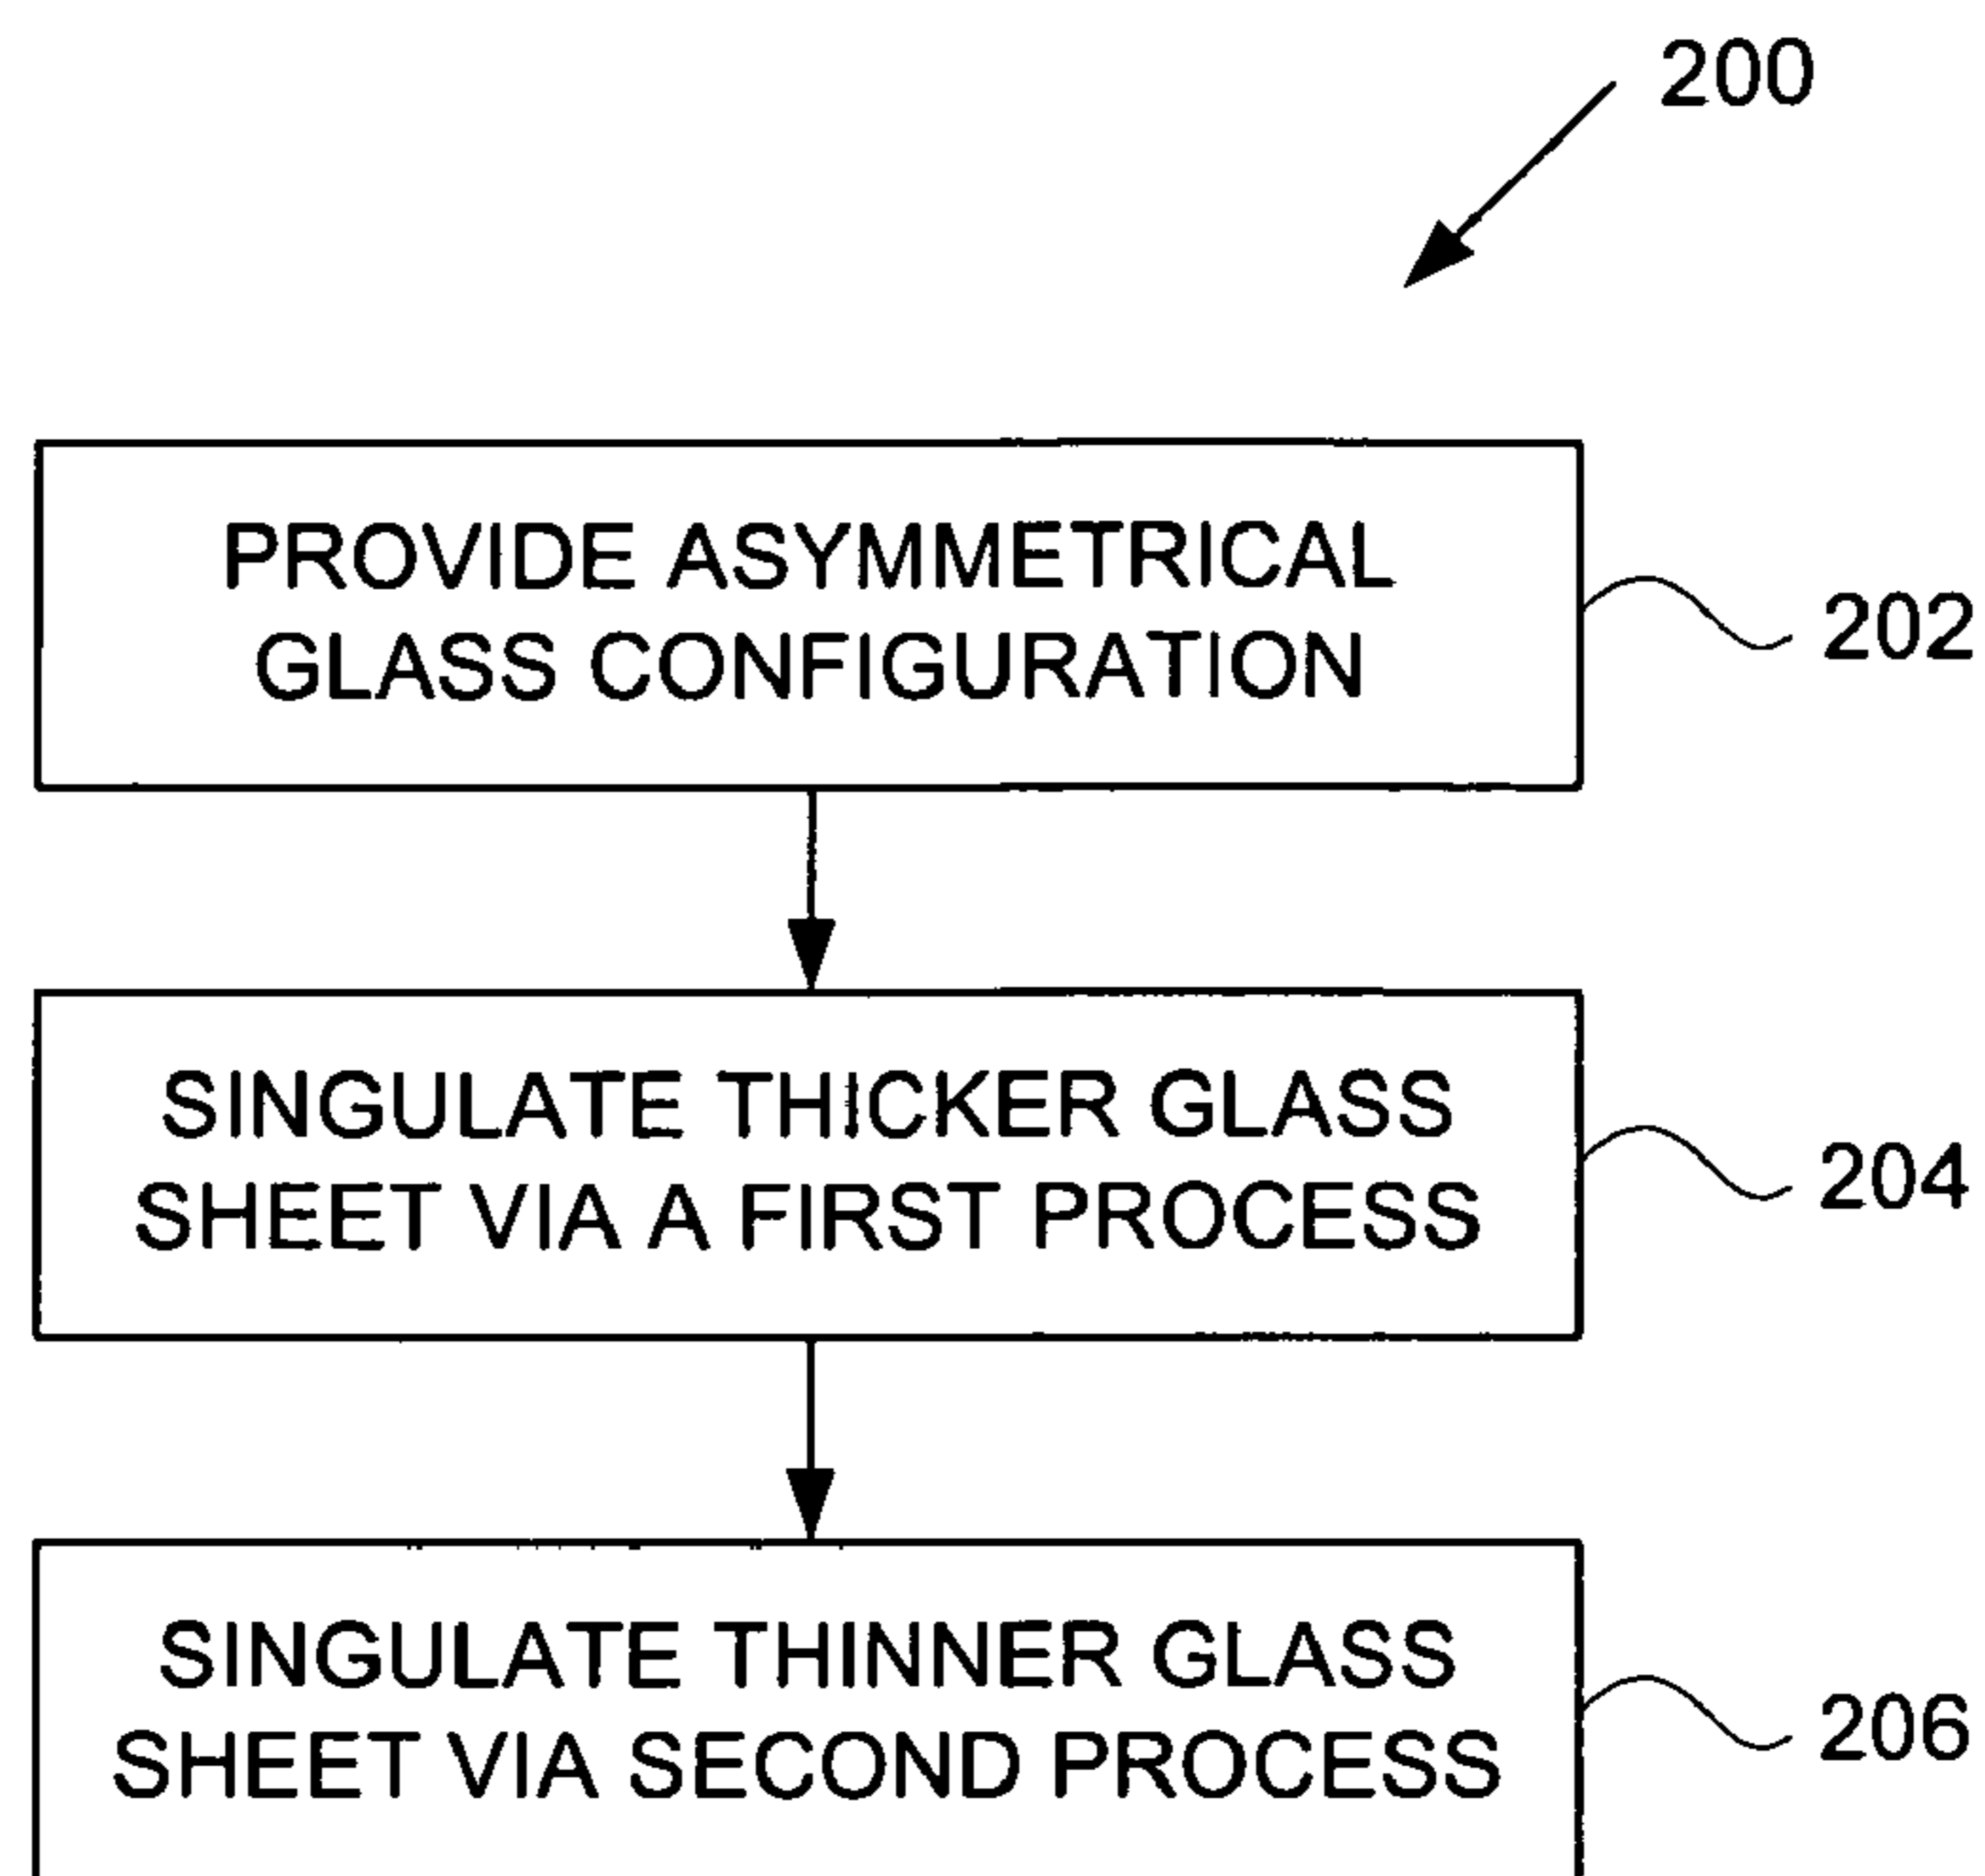 200
PROVIDE ASYMMETRICAL
GLASS CONFIGURATION
202
SINGULATE THICKER GLASS
SHEET VIA A FIRST PROCESS
204
SINGULATE THINNER GLASS
SHEET VIA SECOND PROCESS
206